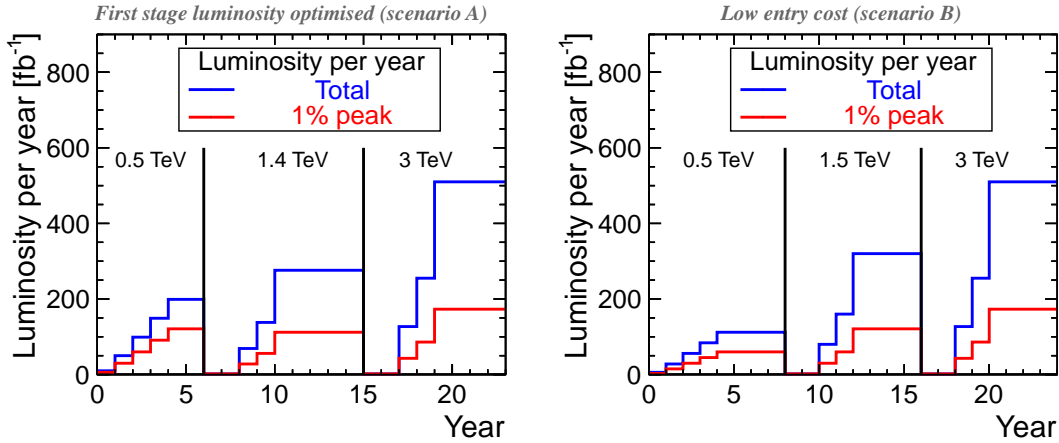 First stage luminosity optimised (scenario A)
Luminosity per year [fb-1]
800
600
400
200
0
Luminosity per year
Total
1% peak
0.5 TeV
1.4 TeV
3 TeV
0 5 10 15 20
Year
Low entry cost (scenario B)
Luminosity per year [fb-1]
800
600
400
200
0
Luminosity per year
Total
1% peak
0.5 TeV
1.5 TeV
3 TeV
0 5 10 15 20
Year